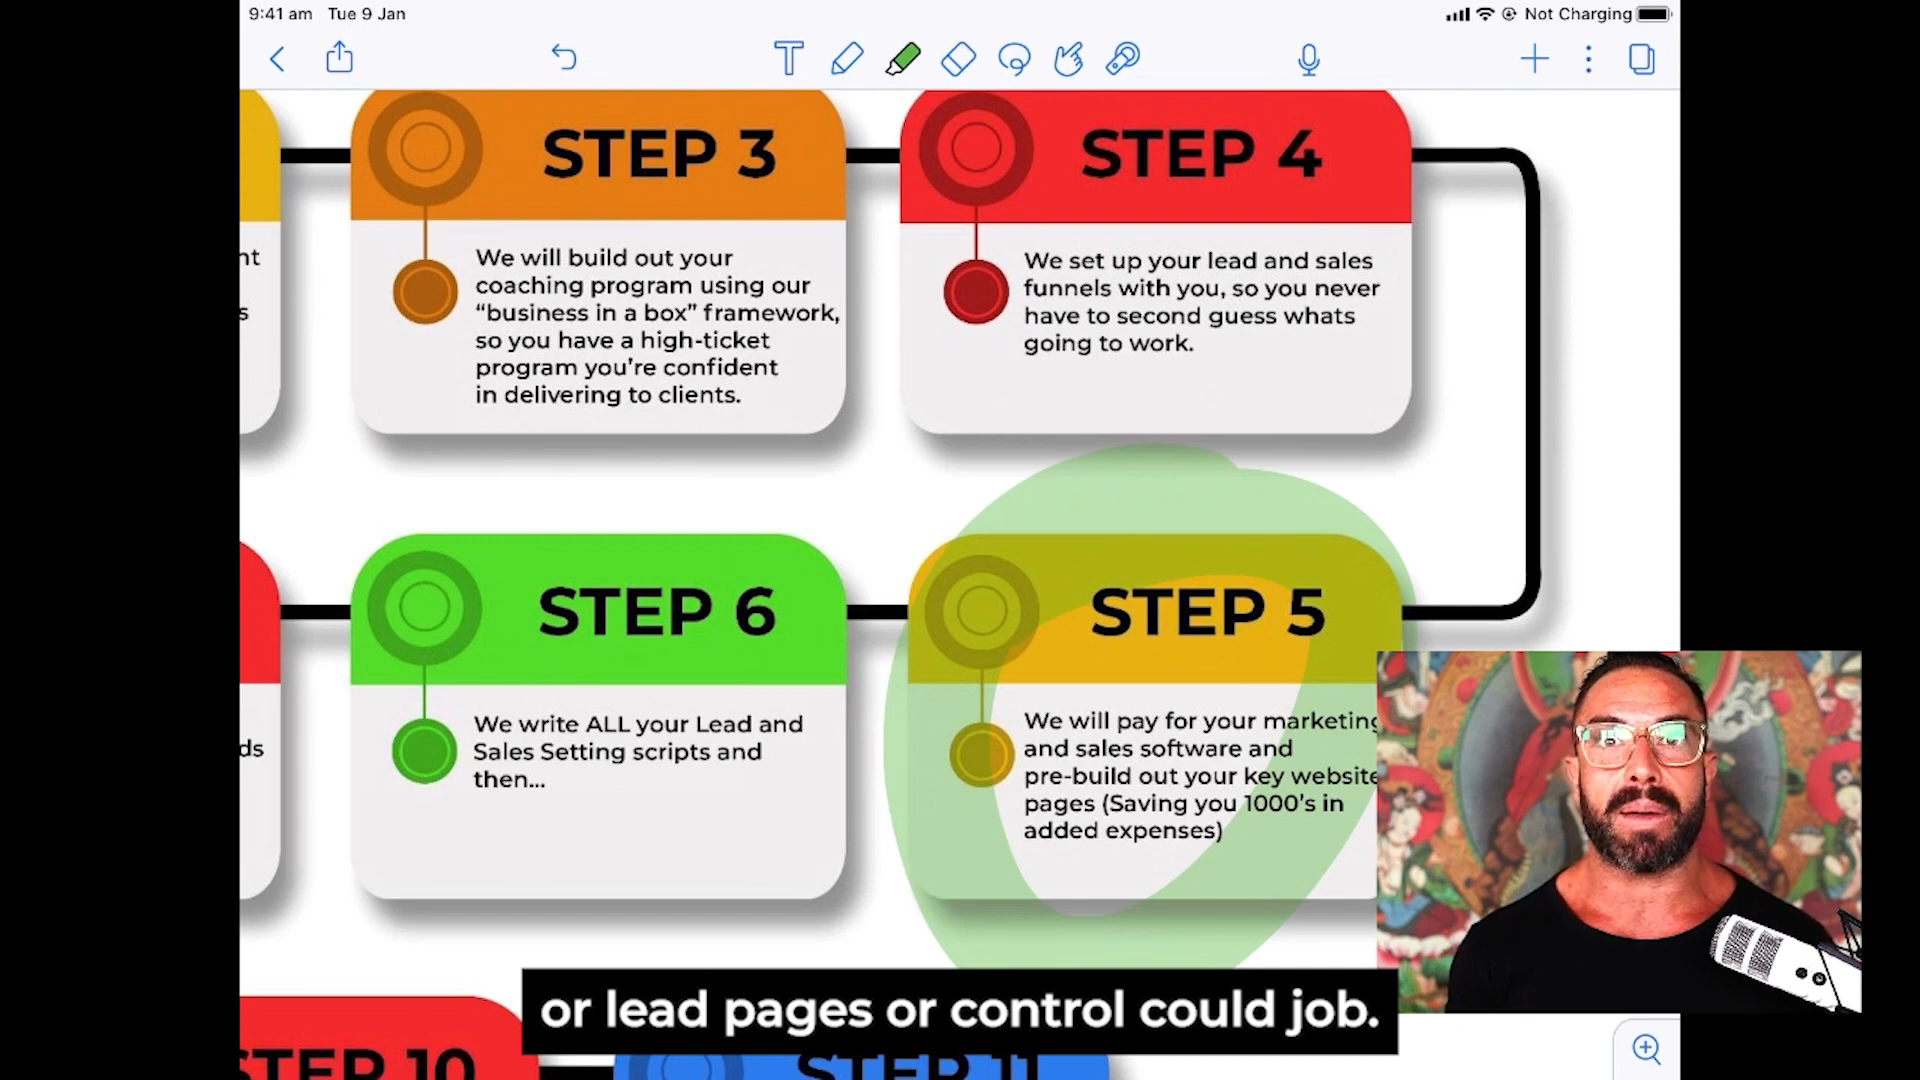 9:41 am Tue 9 Jan
Not Charging
STEP 3
We will build out your
coaching program using our
“business in a box” framework,
so you have a high-ticket
program you’re confident
in delivering to clients.
STEP 4
We set up your lead and sales
funnels with you, so you never
have to second guess whats
going to work.
STEP 6
We write ALL your Lead and
Sales Setting scripts and
then...
STEP 5
We will pay for your marketing
and sales software and
pre-build out your key website
pages (Saving you 1000’s in
added expenses)
or lead pages or control could job.
STEP 10
STEP 11